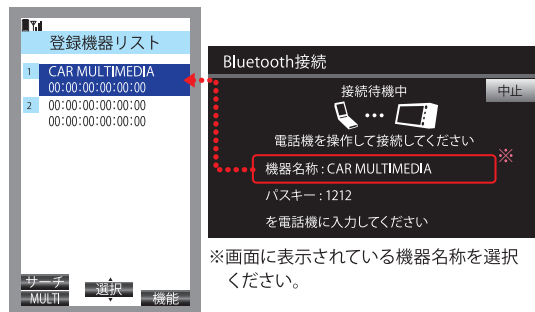 登録機器リスト
1 CAR MULTIMEDIA
00:00:00:00:00:00
2 00:00:00:00:00:00
00:00:00:00:00:00
サーチ
MULTI
選択
機能
Bluetooth接続
接続待機中
中止
電話機を操作して接続してください
機器名称 : CAR MULTIMEDIA
※
パスキー : 1212
を電話機に入力してください
※画面に表示されている機器名称を選択
ください。